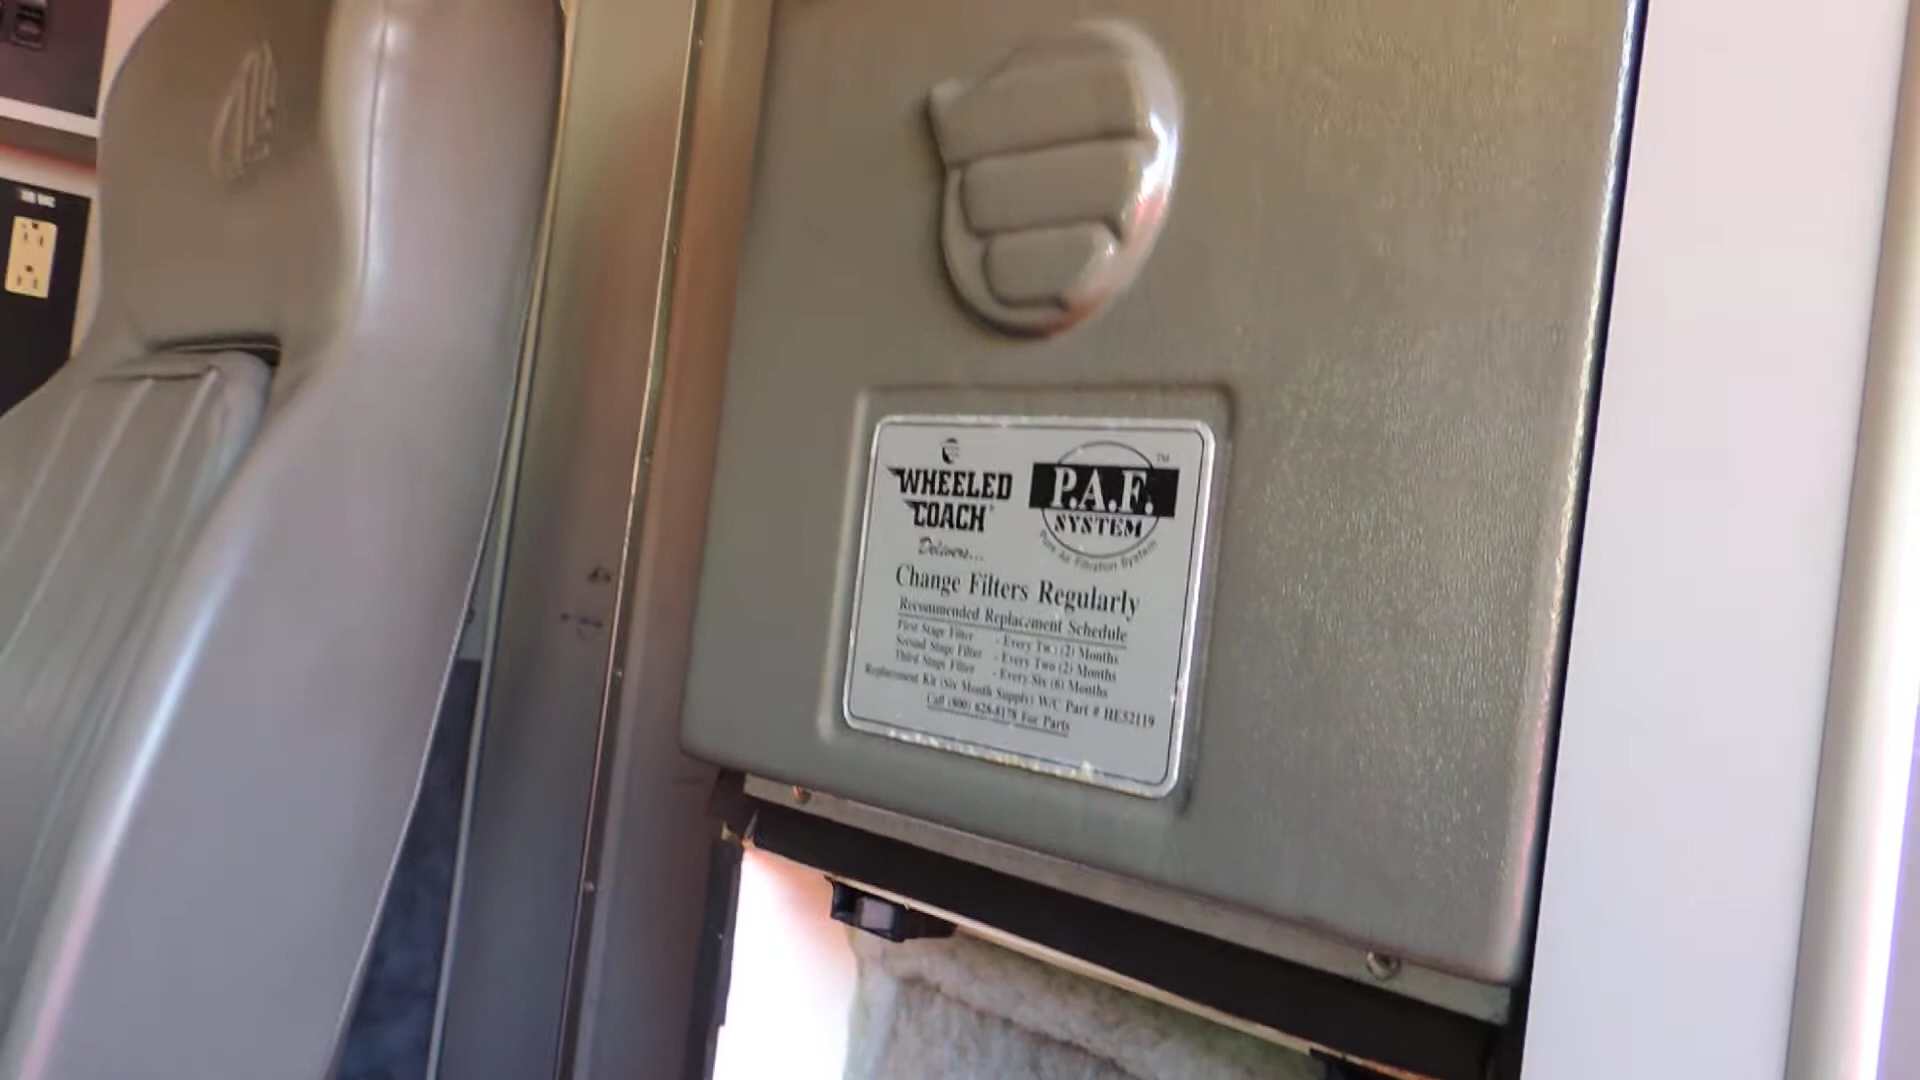 WHEELED
COACH
Delivers...
P.A.F.
SYSTEM
TM
Pure Air Filtration System
Change Filters Regularly
Recommended Replacement Schedule
First Stage Filter - Every Two (2) Months
Second Stage Filter - Every Two (2) Months
Third Stage Filter - Every Six (6) Months
Replacement Kit (Six Month Supply) W/C Part # HE52119
Call (800) 628-8178 For Parts